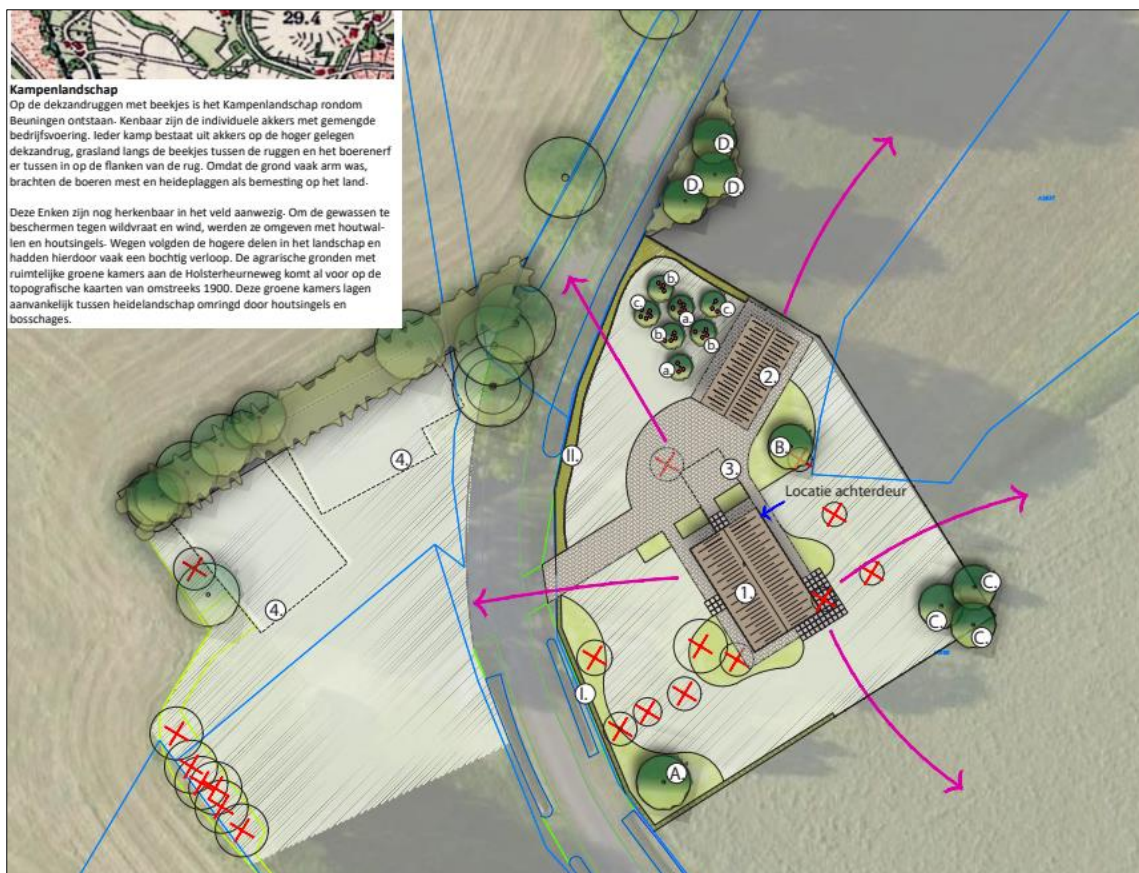 29.4
Kampenlandschap
Op de dekzandruggen met beekjes is het Kampenlandschap rondom
Beuningen ontstaan. Kenbaar zijn de individuele akkers met gemengde
bedrijfsvoering. Ieder kamp bestaat uit akkers op de hoger gelegen
dekzandrug, grasland langs de beekjes tussen de ruggen en het boerenerf
er tussen in op de flanken van de rug. Omdat de grond vaak arm was,
brachten de boeren mest en heideplaggen als bemesting op het land.
Deze Enken zijn nog herkenbaar in het veld aanwezig. Om de gewassen te
beschermen tegen wildvraat en wind, werden ze omgeven met houtwal-
len en houtsingels. Wegen volgden de hogere delen in het landschap en
hadden hierdoor vaak een bochtig verloop. De agrarische gronden met
ruimtelijke groene kamers aan de Holsterheurneweg komt al voor op de
topografische kaarten van omstreeks 1900. Deze groene kamers lagen
aanvankelijk tussen heidelandschap omringd door houtsingels en
bosschages.
D.
D.
D.
b.
c.
a.
c.
b.
b.
a.
2.
B.
3.
II.
Locatie achterdeur
4.
4.
1.
C.
C.
C.
I.
A.